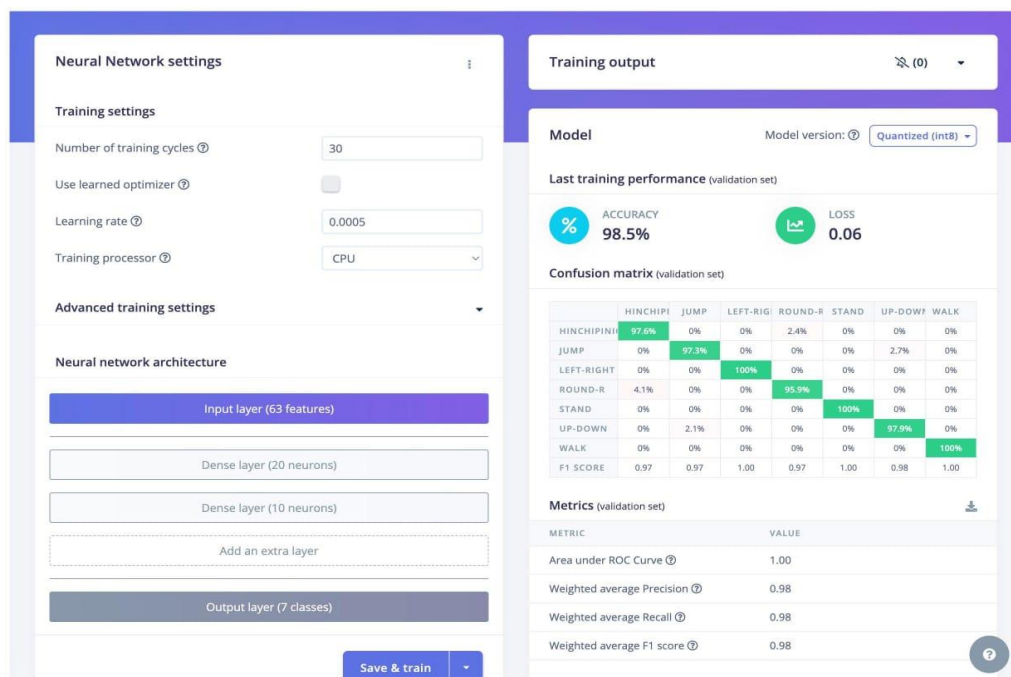 Neural Network settings
Training settings
Number of training cycles
30
Use learned optimizer
Learning rate
0.0005
Training processor
CPU
Advanced training settings
Neural network architecture
Input layer (63 features)
Dense layer (20 neurons)
Dense layer (10 neurons)
Add an extra layer
Output layer (7 classes)
Save & train
Training output
(0)
Model
Model version:
Quantized (int8)
Last training performance (validation set)
%
ACCURACY
98.5%
LOSS
0.06
Confusion matrix (validation set)
HINCHIPI JUMP LEFT-RIG ROUND-R STAND UP-DOWN WALK
HINCHIPINI 97.6% 0% 0% 2.4% 0% 0% 0%
JUMP 0% 97.3% 0% 0% 0% 2.7% 0%
LEFT-RIGHT 0% 0% 100% 0% 0% 0% 0%
ROUND-R 4.1% 0% 0% 95.9% 0% 0% 0%
STAND 0% 0% 0% 0% 100% 0% 0%
UP-DOWN 0% 2.1% 0% 0% 0% 97.9% 0%
WALK 0% 0% 0% 0% 0% 0% 100%
F1 SCORE 0.97 0.97 1.00 0.97 1.00 0.98 1.00
Metrics (validation set)
METRIC VALUE
Area under ROC Curve 1.00
Weighted average Precision 0.98
Weighted average Recall 0.98
Weighted average F1 score 0.98